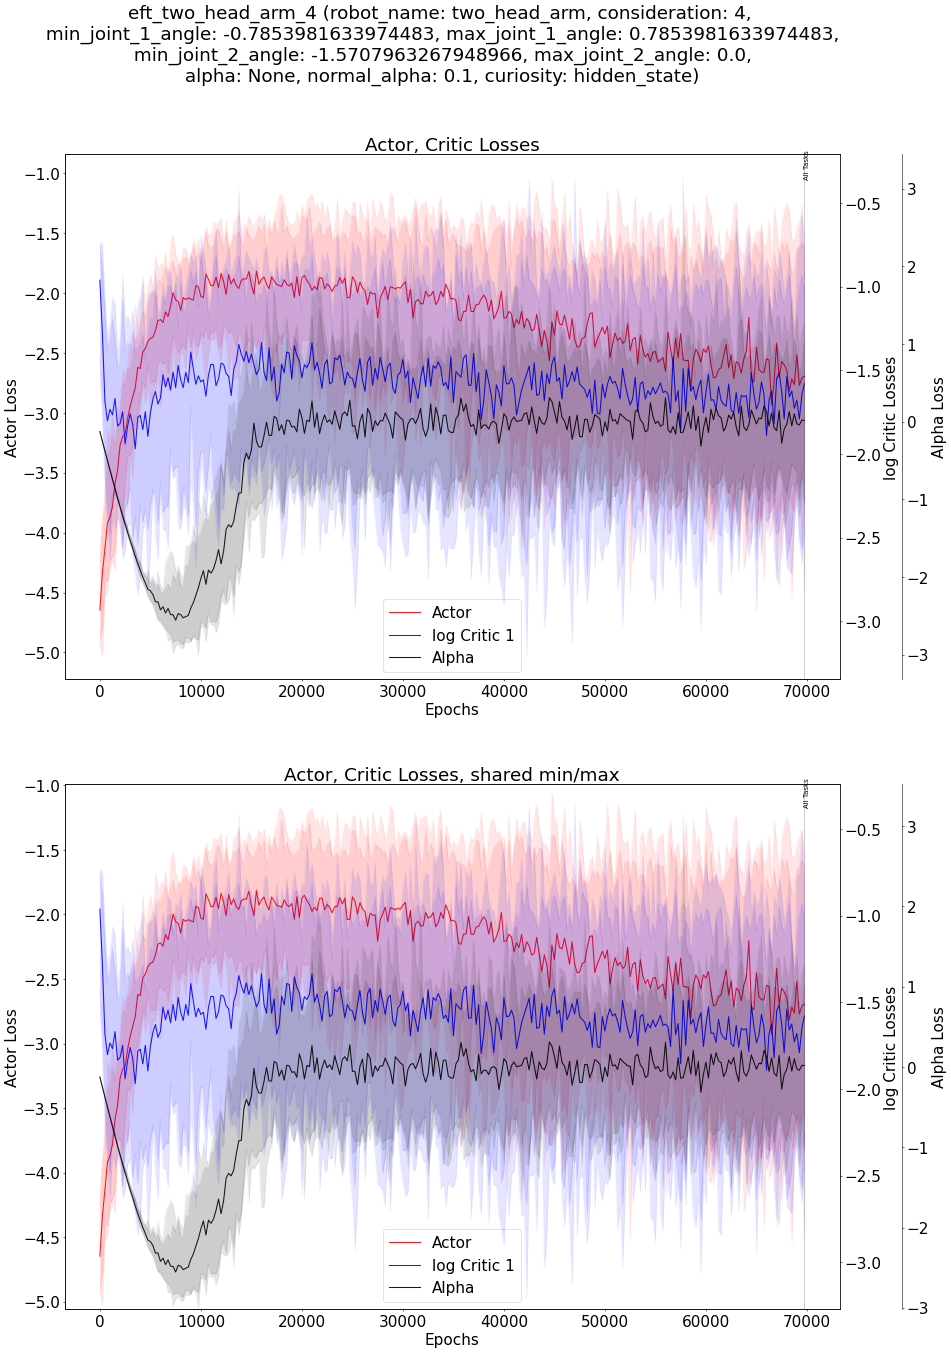 eft_two_head_arm_4 (robot_name: two_head_arm, consideration: 4,
min_joint_1_angle: -0.7853981633974483, max_joint_1_angle: 0.7853981633974483,
min_joint_2_angle: -1.5707963267948966, max_joint_2_angle: 0.0,
alpha: None, normal_alpha: 0.1, curiosity: hidden_state)
Actor, Critic Losses
All Tasks
−1.0
−1.5
−2.0
−2.5
−3.0
−3.5
−4.0
−4.5
−5.0
Actor Loss
−0.5
−1.0
−1.5
−2.0
−2.5
−3.0
log Critic Losses
3
2
1
0
−1
−2
−3
Alpha Loss
Actor
log Critic 1
Alpha
0 10000 20000 30000 40000 50000 60000 70000
Epochs
Actor, Critic Losses, shared min/max
All Tasks
−1.0
−1.5
−2.0
−2.5
−3.0
−3.5
−4.0
−4.5
−5.0
Actor Loss
−0.5
−1.0
−1.5
−2.0
−2.5
−3.0
log Critic Losses
3
2
1
0
−1
−2
−3
Alpha Loss
Actor
log Critic 1
Alpha
0 10000 20000 30000 40000 50000 60000 70000
Epochs